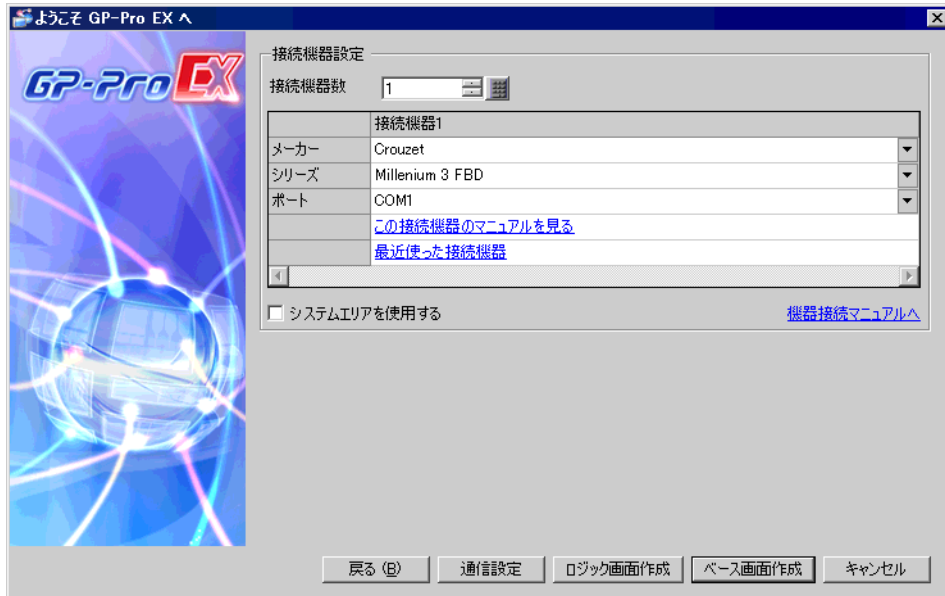 ようこそ GP-Pro EX へ
GP-Pro EX
接続機器設定
接続機器数 1
接続機器1
メーカー Crouzet
シリーズ Millenium 3 FBD
ポート COM1
この接続機器のマニュアルを見る
最近使った接続機器
システムエリアを使用する 機器接続マニュアルへ
戻る (B) 通信設定 ロジック画面作成 ベース画面作成 キャンセル